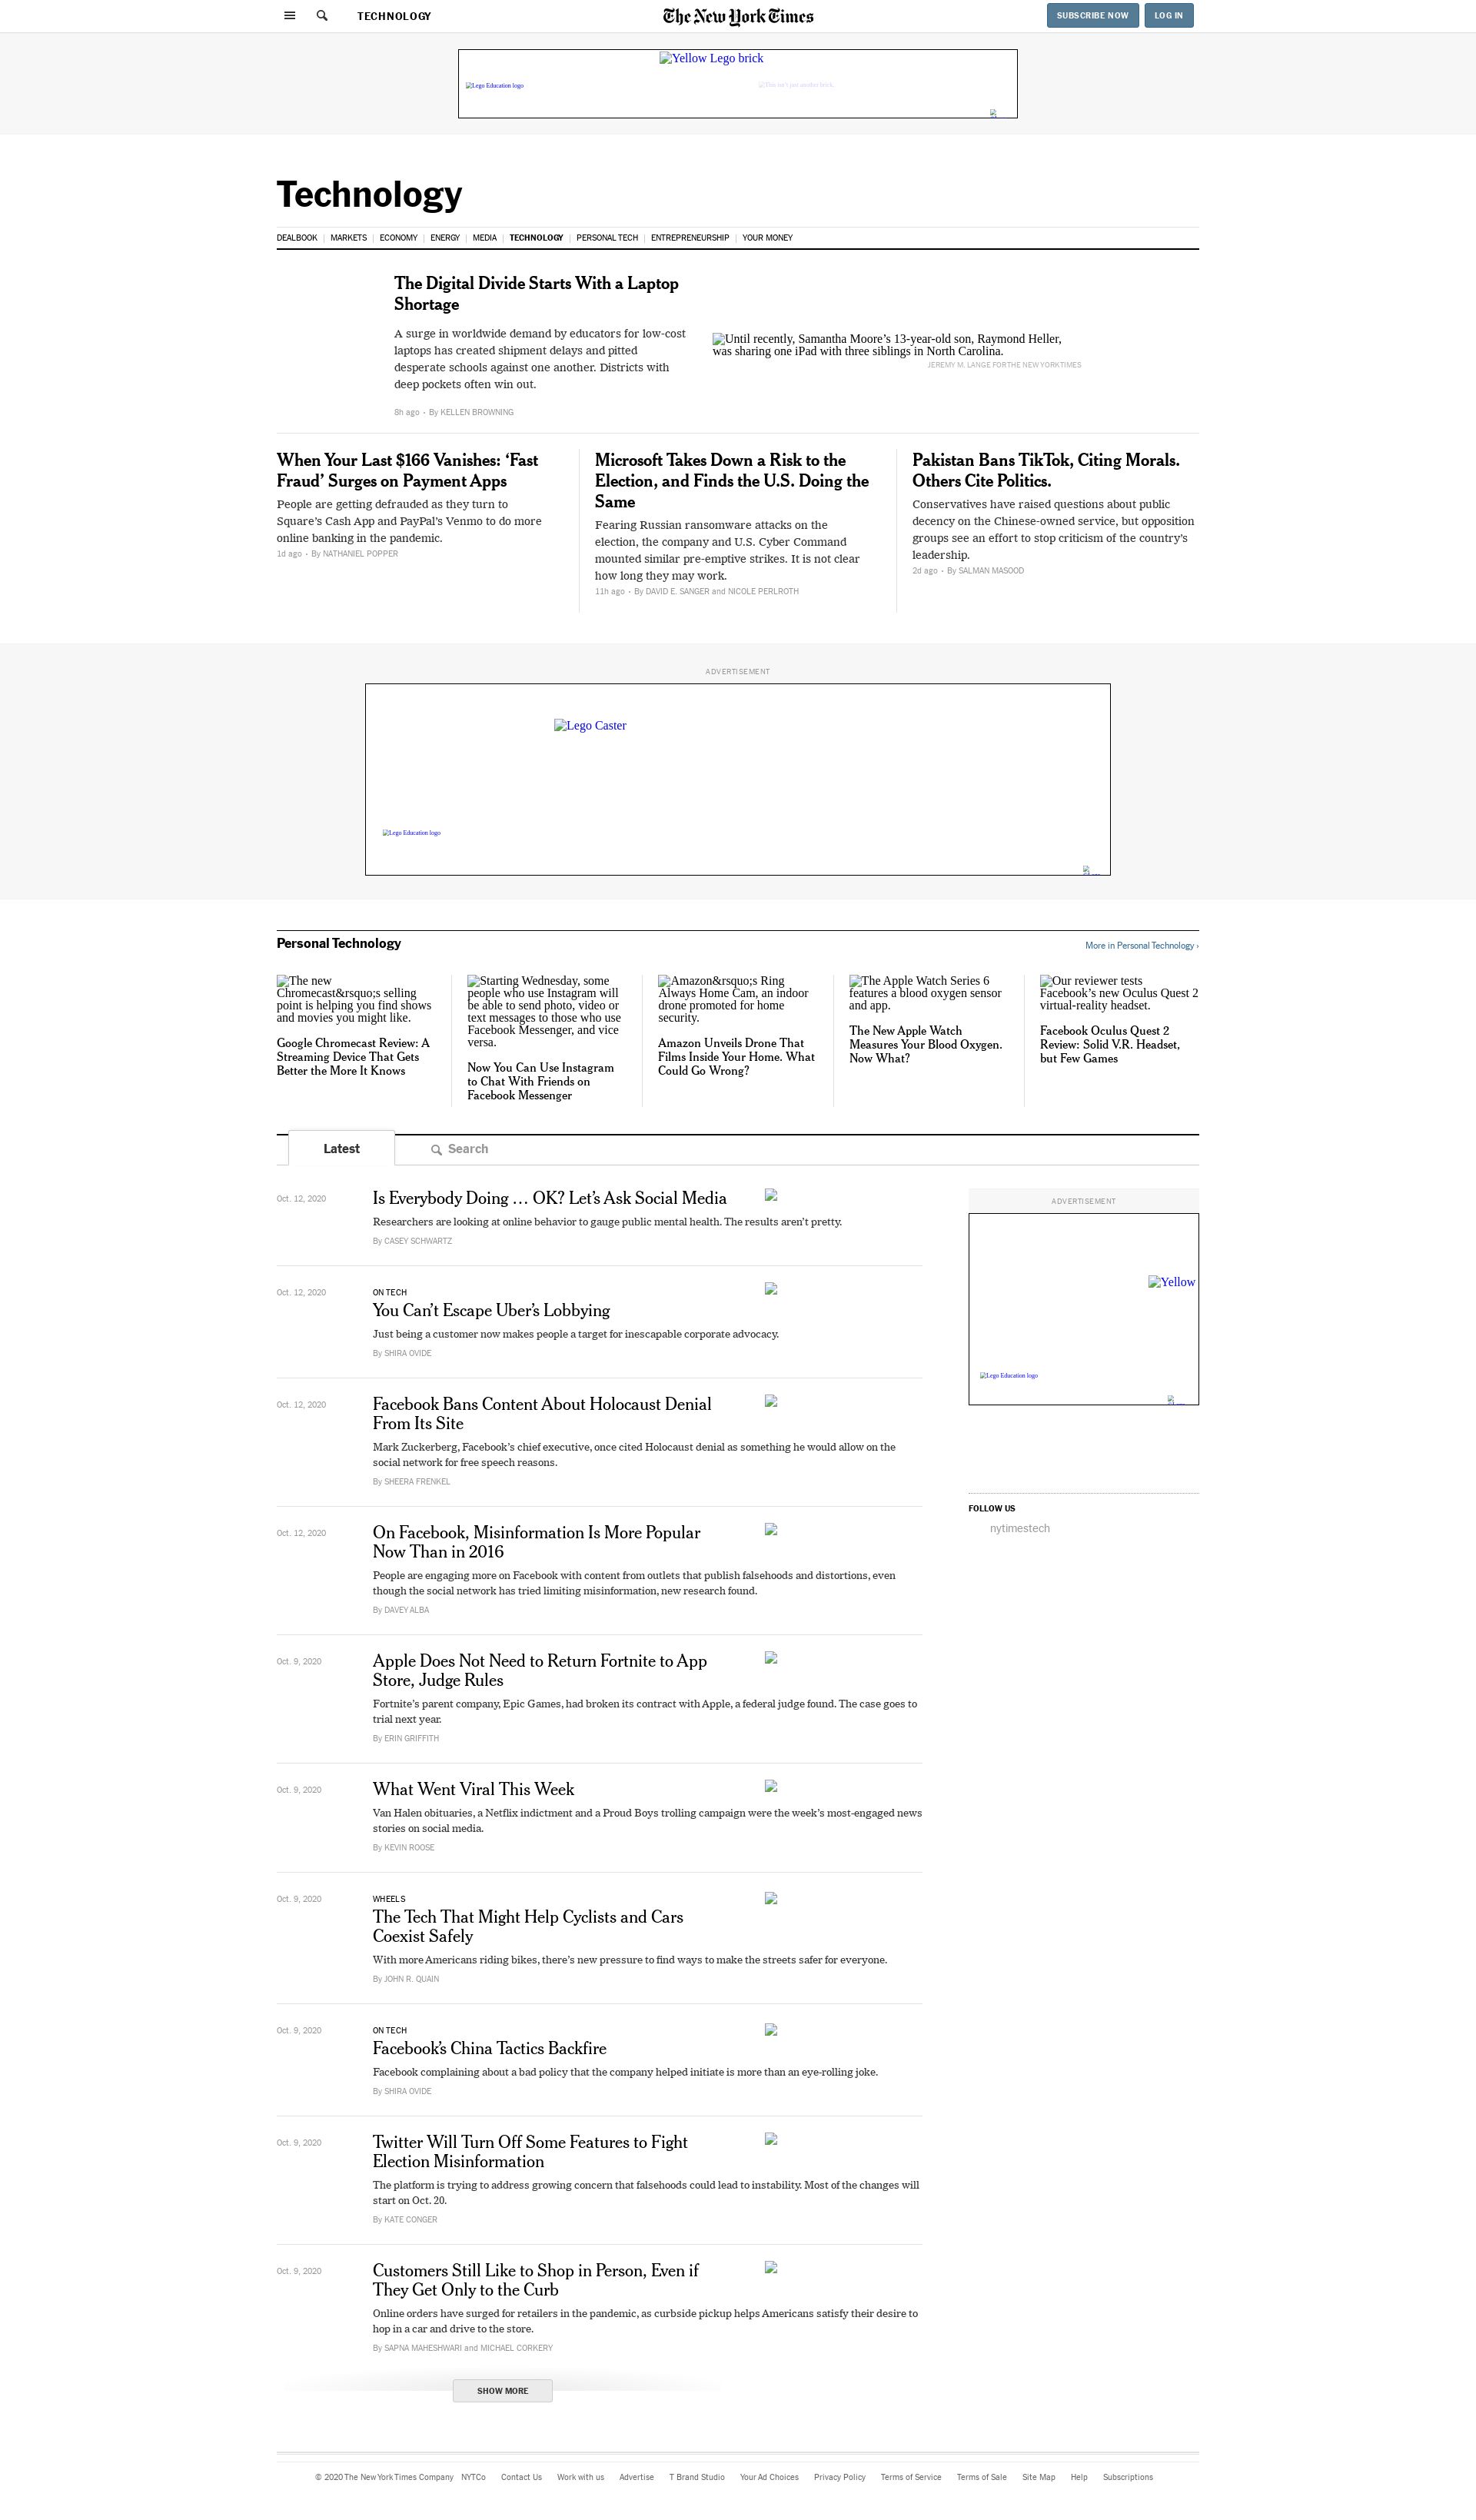 TECHNOLOGY
The New York Times
SUBSCRIBE NOW
LOG IN
Yellow Lego brick
Lego Education logo
This isn't just another brick.
Technology
DEALBOOK | MARKETS | ECONOMY | ENERGY | MEDIA | TECHNOLOGY | PERSONAL TECH | ENTREPRENEURSHIP | YOUR MONEY
The Digital Divide Starts With a Laptop
Shortage
A surge in worldwide demand by educators for low-cost
laptops has created shipment delays and pitted
desperate schools against one another. Districts with
deep pockets often win out.
8h ago • By KELLEN BROWNING
Until recently, Samantha Moore’s 13-year-old son, Raymond Heller,
was sharing one iPad with three siblings in North Carolina.
JEREMY M. LANGE FOR THE NEW YORK TIMES
When Your Last $166 Vanishes: ‘Fast
Fraud’ Surges on Payment Apps
People are getting defrauded as they turn to
Square’s Cash App and PayPal’s Venmo to do more
online banking in the pandemic.
1d ago • By NATHANIEL POPPER
Microsoft Takes Down a Risk to the
Election, and Finds the U.S. Doing the
Same
Fearing Russian ransomware attacks on the
election, the company and U.S. Cyber Command
mounted similar pre-emptive strikes. It is not clear
how long they may work.
11h ago • By DAVID E. SANGER and NICOLE PERLROTH
Pakistan Bans TikTok, Citing Morals.
Others Cite Politics.
Conservatives have raised questions about public
decency on the Chinese-owned service, but opposition
groups see an effort to stop criticism of the country’s
leadership.
2d ago • By SALMAN MASOOD
ADVERTISEMENT
Lego Caster
Lego Education logo
Personal Technology
More in Personal Technology ›
The new
Chromecast&rsquo;s selling
point is helping you find shows
and movies you might like.
Google Chromecast Review: A
Streaming Device That Gets
Better the More It Knows
Starting Wednesday, some
people who use Instagram will
be able to send photo, video or
text messages to those who use
Facebook Messenger, and vice
versa.
Now You Can Use Instagram
to Chat With Friends on
Facebook Messenger
Amazon&rsquo;s Ring
Always Home Cam, an indoor
drone promoted for home
security.
Amazon Unveils Drone That
Films Inside Your Home. What
Could Go Wrong?
The Apple Watch Series 6
features a blood oxygen sensor
and app.
The New Apple Watch
Measures Your Blood Oxygen.
Now What?
Our reviewer tests
Facebook’s new Oculus Quest 2
virtual-reality headset.
Facebook Oculus Quest 2
Review: Solid V.R. Headset,
but Few Games
Latest
Search
Oct. 12, 2020
Is Everybody Doing … OK? Let’s Ask Social Media
Researchers are looking at online behavior to gauge public mental health. The results aren’t pretty.
By CASEY SCHWARTZ
Oct. 12, 2020
ON TECH
You Can’t Escape Uber’s Lobbying
Just being a customer now makes people a target for inescapable corporate advocacy.
By SHIRA OVIDE
Oct. 12, 2020
Facebook Bans Content About Holocaust Denial
From Its Site
Mark Zuckerberg, Facebook’s chief executive, once cited Holocaust denial as something he would allow on the
social network for free speech reasons.
By SHEERA FRENKEL
Oct. 12, 2020
On Facebook, Misinformation Is More Popular
Now Than in 2016
People are engaging more on Facebook with content from outlets that publish falsehoods and distortions, even
though the social network has tried limiting misinformation, new research found.
By DAVEY ALBA
Oct. 9, 2020
Apple Does Not Need to Return Fortnite to App
Store, Judge Rules
Fortnite’s parent company, Epic Games, had broken its contract with Apple, a federal judge found. The case goes to
trial next year.
By ERIN GRIFFITH
Oct. 9, 2020
What Went Viral This Week
Van Halen obituaries, a Netflix indictment and a Proud Boys trolling campaign were the week’s most-engaged news
stories on social media.
By KEVIN ROOSE
Oct. 9, 2020
WHEELS
The Tech That Might Help Cyclists and Cars
Coexist Safely
With more Americans riding bikes, there’s new pressure to find ways to make the streets safer for everyone.
By JOHN R. QUAIN
Oct. 9, 2020
ON TECH
Facebook’s China Tactics Backfire
Facebook complaining about a bad policy that the company helped initiate is more than an eye-rolling joke.
By SHIRA OVIDE
Oct. 9, 2020
Twitter Will Turn Off Some Features to Fight
Election Misinformation
The platform is trying to address growing concern that falsehoods could lead to instability. Most of the changes will
start on Oct. 20.
By KATE CONGER
Oct. 9, 2020
Customers Still Like to Shop in Person, Even if
They Get Only to the Curb
Online orders have surged for retailers in the pandemic, as curbside pickup helps Americans satisfy their desire to
hop in a car and drive to the store.
By SAPNA MAHESHWARI and MICHAEL CORKERY
SHOW MORE
ADVERTISEMENT
Yellow
Lego Education logo
FOLLOW US
nytimestech
© 2020 The New York Times Company NYTCo Contact Us Work with us Advertise T Brand Studio Your Ad Choices Privacy Policy Terms of Service Terms of Sale Site Map Help Subscriptions